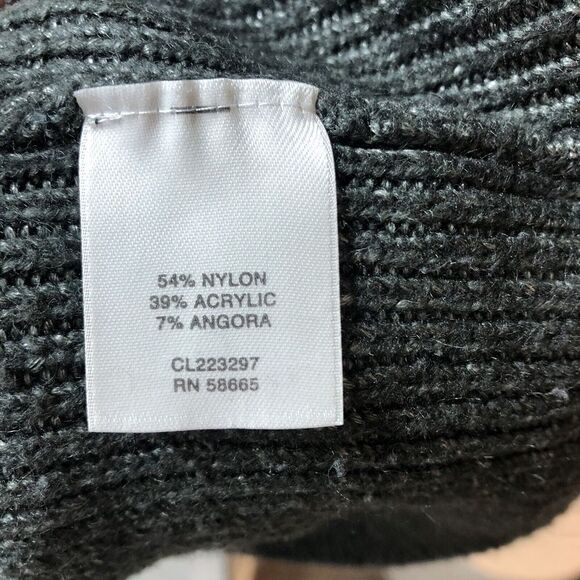 54% NYLON
39% ACRYLIC
7% ANGORA
CL223297
RN 58665